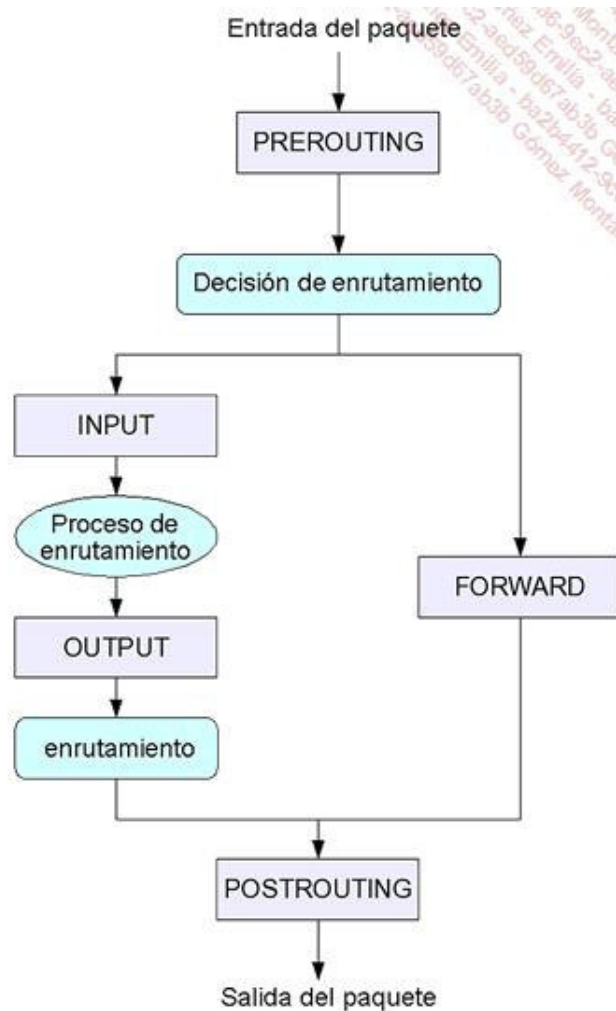 Entrada del paquete
PREROUTING
Decisión de enrutamiento
INPUT
Proceso de
enrutamiento
FORWARD
OUTPUT
enrutamiento
POSTROUTING
Salida del paquete